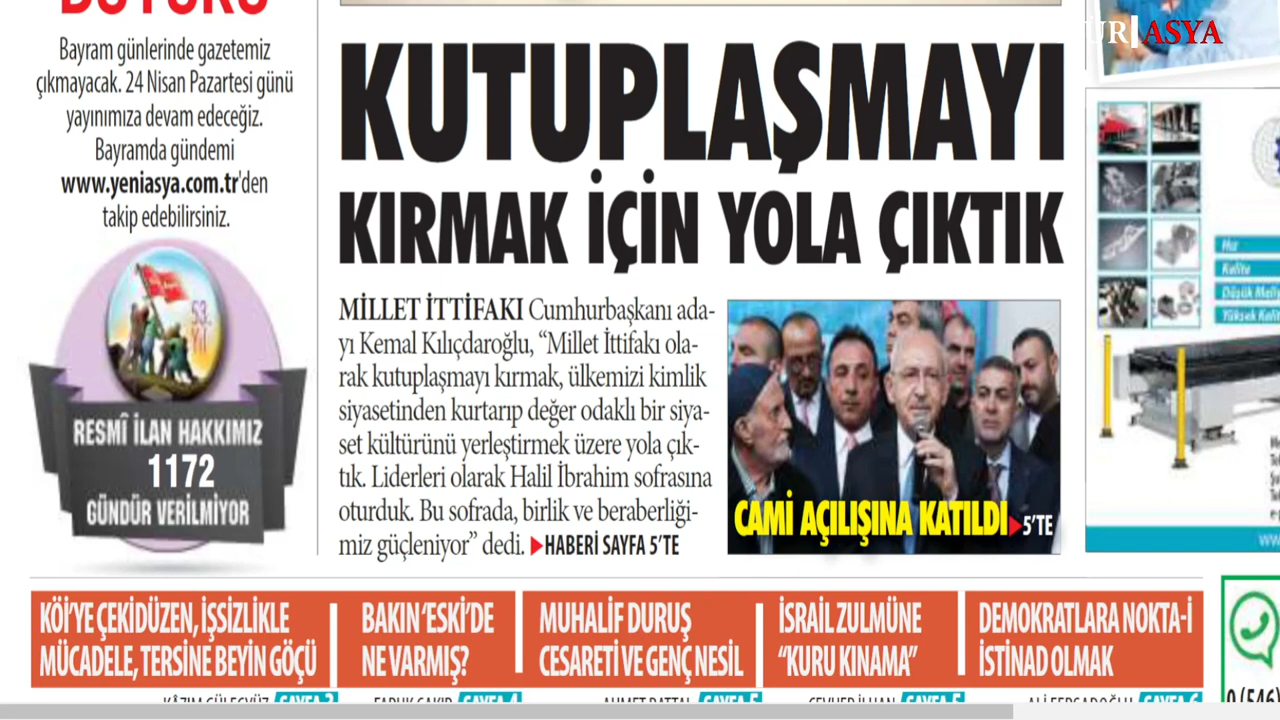 DUYURU
Bayram günlerinde gazetemiz
çıkmayacak. 24 Nisan Pazartesi günü
yayınımıza devam edeceğiz.
Bayramda gündemi
www.yeniasya.com.tr'den
takip edebilirsiniz.
RESMÎ İLAN HAKKIMIZ
1172
GÜNDÜR VERİLMİYOR
KUTUPLAŞMAYI
KIRMAK İÇİN YOLA ÇIKTIK
MİLLET İTTİFAKI Cumhurbaşkanı ada-
yı Kemal Kılıçdaroğlu, “Millet İttifakı ola-
rak kutuplaşmayı kırmak, ülkemizi kimlik
siyasetinden kurtarıp değer odaklı bir siya-
set kültürünü yerleştirmek üzere yola çık-
tık. Liderleri olarak Halil İbrahim sofrasına
oturduk. Bu sofrada, birlik ve beraberliği-
miz güçleniyor” dedi. HABERİ SAYFA 5’TE
CAMİ AÇILIŞINA KATILDI 5’TE
ASYA
Hız
Kalite
KÖİ’YE ÇEKİDÜZEN, İŞSİZLİKLE
MÜCADELE, TERSİNE BEYİN GÖÇÜ
BAKIN ‘ESKİ’DE
NE VARMIŞ?
MUHALİF DURUŞ
CESARETİ VE GENÇ NESİL
İSRAİL ZULMÜNE
“KURU KINAMA”
DEMOKRATLARA NOKTA-İ
İSTİNAD OLMAK
0 (546)